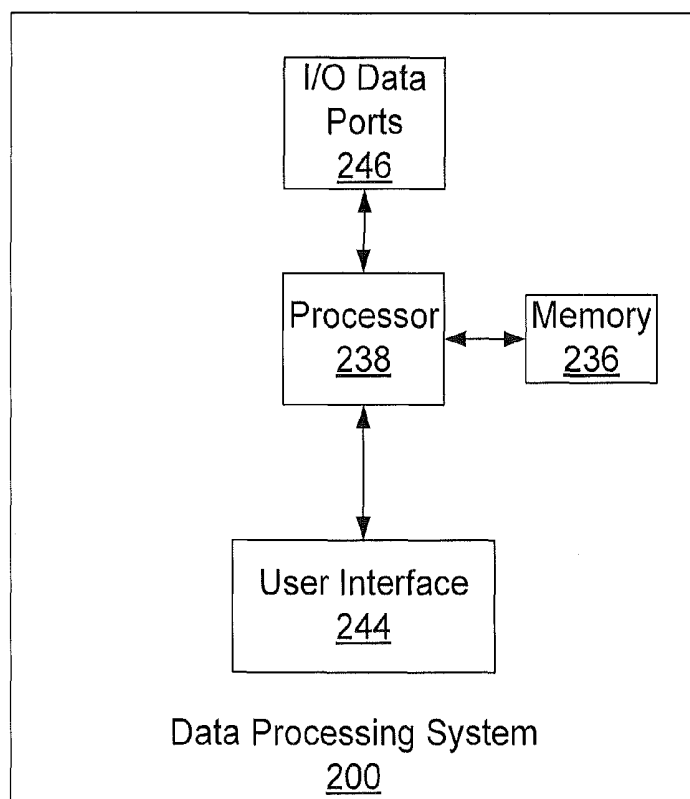 I/O Data
Ports
246
Processor
238
Memory
236
User Interface
244
Data Processing System
200